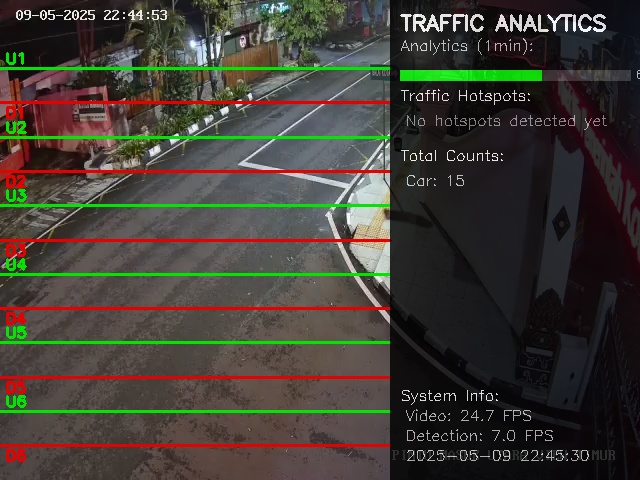 09-05-2025 22:44:53
TRAFFIC ANALYTICS
Analytics (1min):
6
Traffic Hotspots:
No hotspots detected yet
Total Counts:
Car: 15
U1
D1
U2
D2
U3
D3
U4
D4
U5
D5
U6
D6
System Info:
Video: 24.7 FPS
Detection: 7.0 FPS
2025-05-09 22:45:30